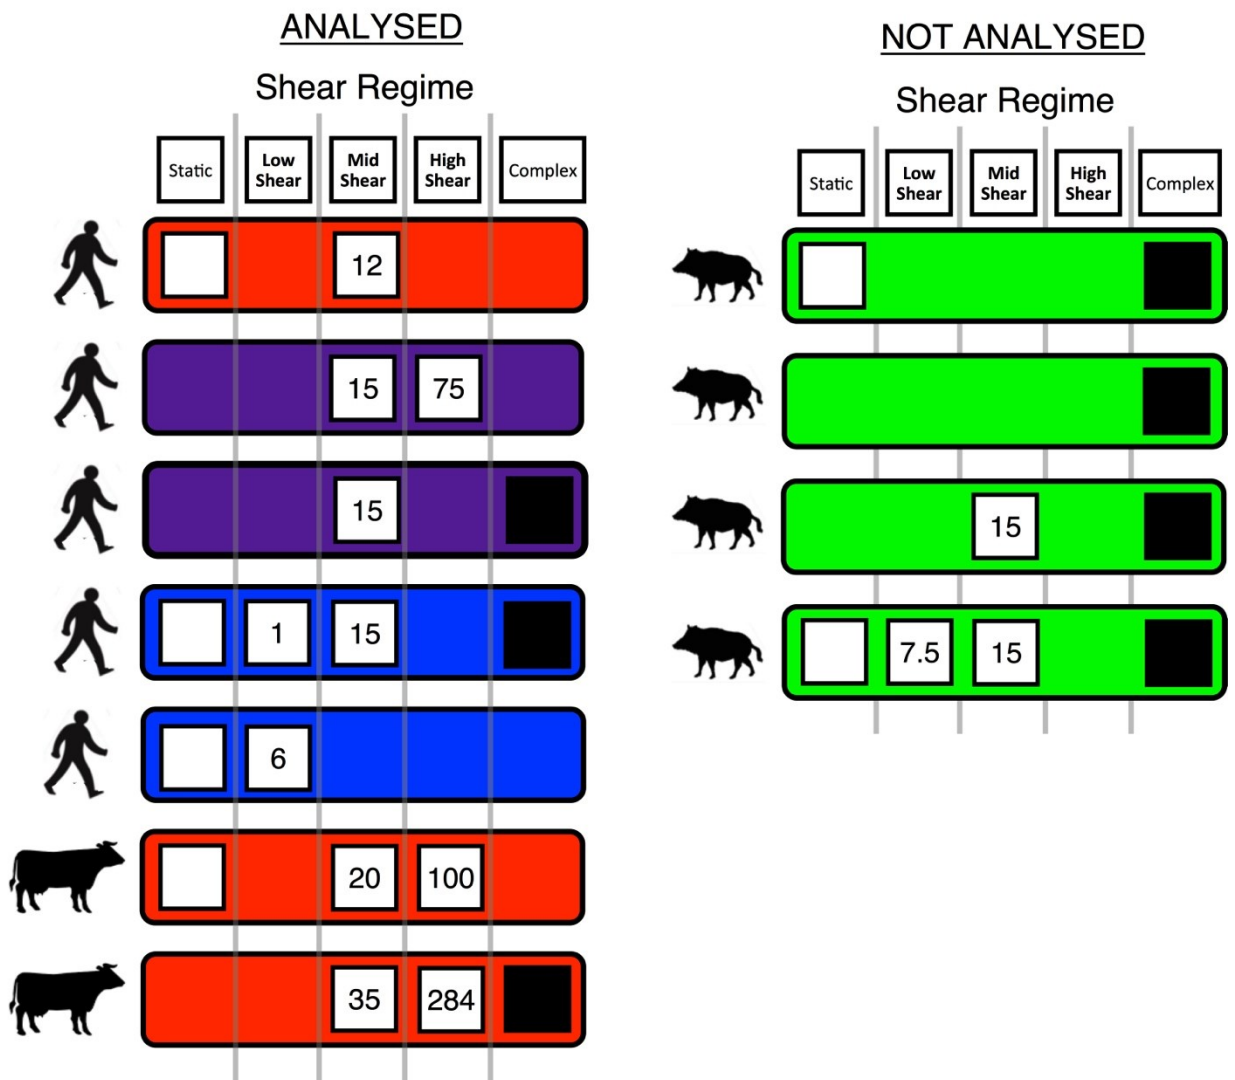 ANALYSED
Shear Regime
Static
Low
Shear
Mid
Shear
High
Shear
Complex
12
15 75
15
1 15
6
20 100
35 284
NOT ANALYSED
Shear Regime
Static
Low
Shear
Mid
Shear
High
Shear
Complex
15
7.5 15